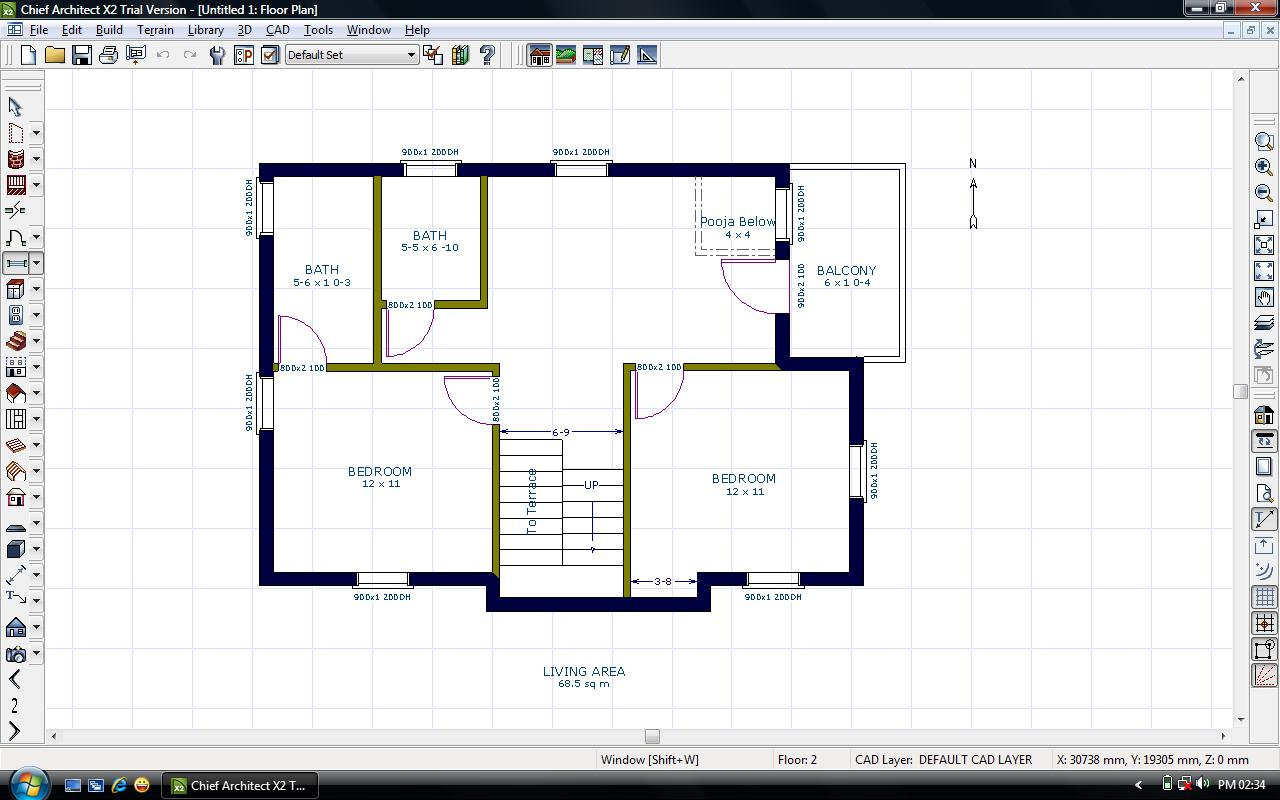 Chief Architect X2 Trial Version - [Untitled 1: Floor Plan]
File Edit Build Terrain Library 3D CAD Tools Window Help
Default Set
900x1 200DH
900x1 200DH
N
900x1 200DH
900x1 200DH
Pooja Below
4 x 4
BATH
5-5 x 6 -10
BATH
5-6 x 1 0-3
BALCONY
6 x 1 0-4
800x2 100
900x2 100
800x2 100
800x2 100
800x2 100
900x1 200DH
6-9
BEDROOM
12 x 11
BEDROOM
12 x 11
900x1 200DH
To Terrace
UP
3-8
900x1 200DH
900x1 200DH
LIVING AREA
68.5 sq m
2
Window [Shift+W] Floor: 2 CAD Layer: DEFAULT CAD LAYER X: 30738 mm, Y: 19305 mm, Z: 0 mm
Chief Architect X2 T...
PM 02:34